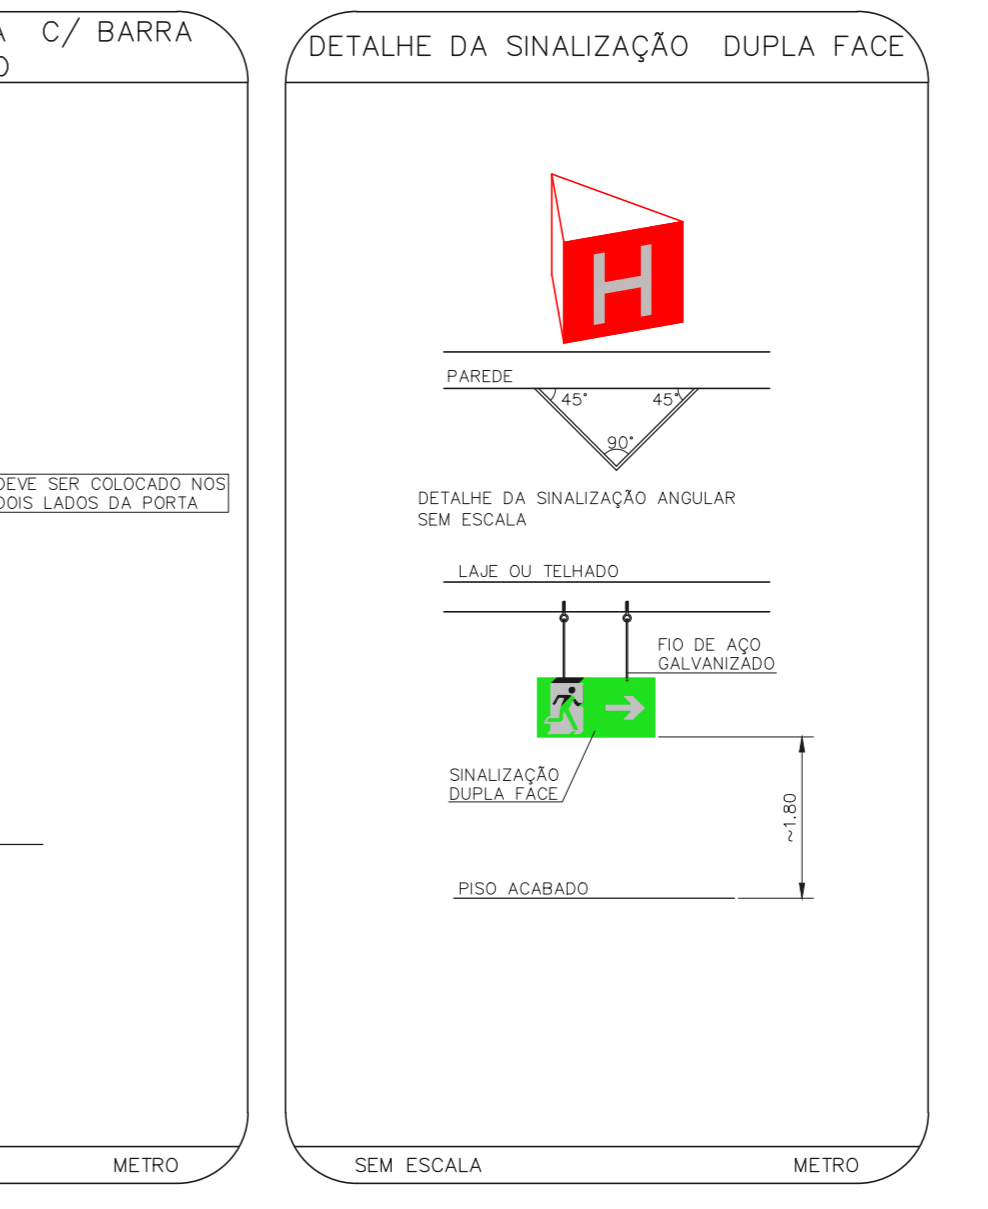 A C/ BARRA
O
DEVE SER COLOCADO NOS
DOIS LADOS DA PORTA
METRO
DETALHE DA SINALIZAÇÃO DUPLA FACE
H
PAREDE
45° 45°
90°
DETALHE DA SINALIZAÇÃO ANGULAR
SEM ESCALA
LAJE OU TELHADO
FIO DE AÇO
GALVANIZADO
SINALIZAÇÃO
DUPLA FACE
~1.80
PISO ACABADO
SEM ESCALA METRO